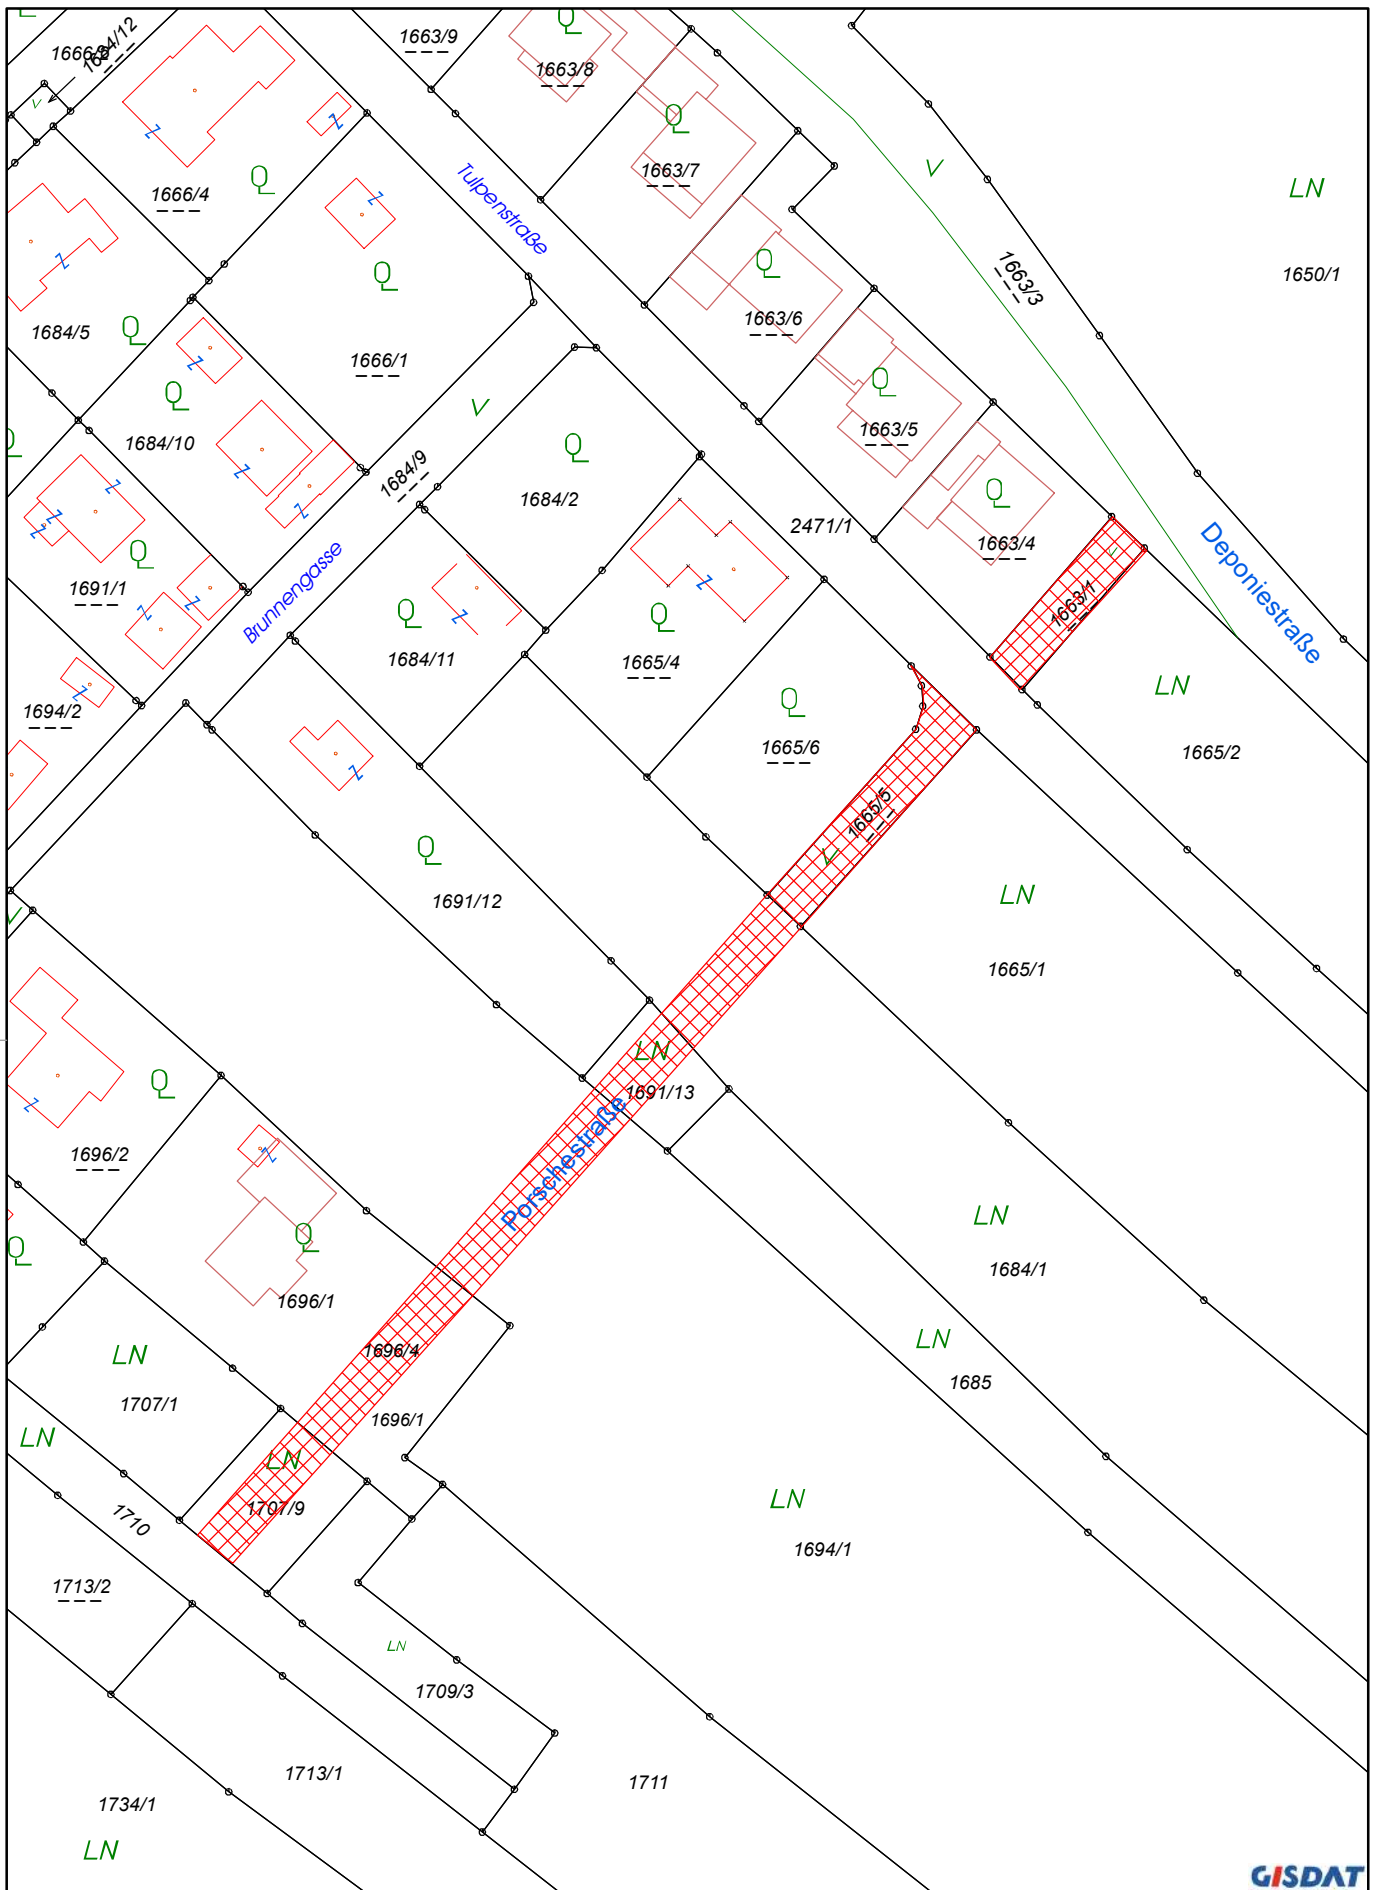 1666/2
1684/12
1663/9
1663/8
1663/7
Q
Q
V
1666/4
Q
Z
Z
Tulpenstraße
V
LN
1650/1
1663/3
Z
Q
Q
1663/6
Z
1684/5
Q
1666/1
Z
Q
1684/10
V
Q
1663/5
Q
Z
1684/9
Q
1684/2
2471/1
Q
1663/4
V
Deponiestraße
Z
Z
Z
Z
Q
1691/1
Z
Z
Brunnengasse
Q
Z
1684/11
Z
Q
1665/4
1663/1
LN
1665/2
Z
1694/2
Q
1665/6
Z
1665/5
V
Q
1691/12
LN
1665/1
V
LN
1691/13
Porschestraße
Z
Q
1696/2
Z
Q
1696/1
Q
LN
1684/1
LN
1685
1696/4
1696/1
LN
1707/1
LN
LN
1707/9
1710
LN
1694/1
1713/2
LN
1709/3
1713/1
1711
1734/1
LN
GISDAT